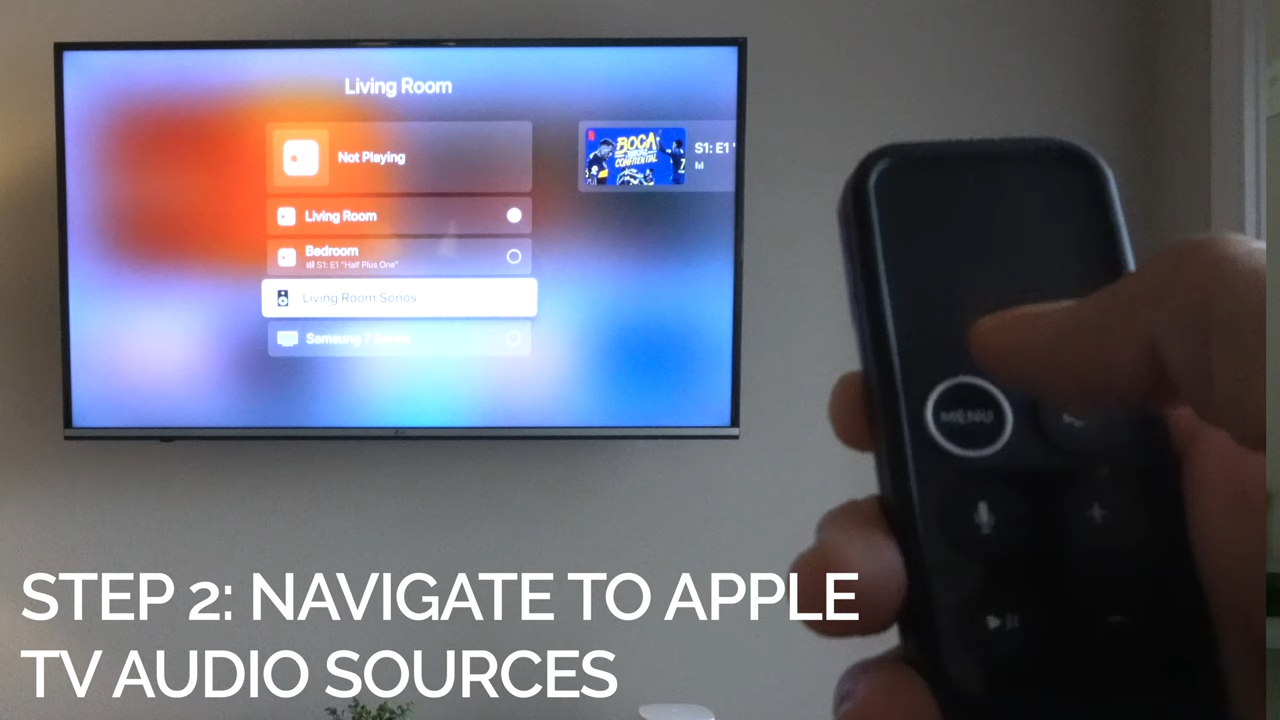 Living Room
Not Playing
S1: E1 "
Living Room
Bedroom
S1: E1 "Half Plus One"
Living Room Sonos
Samsung 7 Series
BOCA
CONFIDENTIAL
MENU
STEP 2: NAVIGATE TO APPLE
TV AUDIO SOURCES